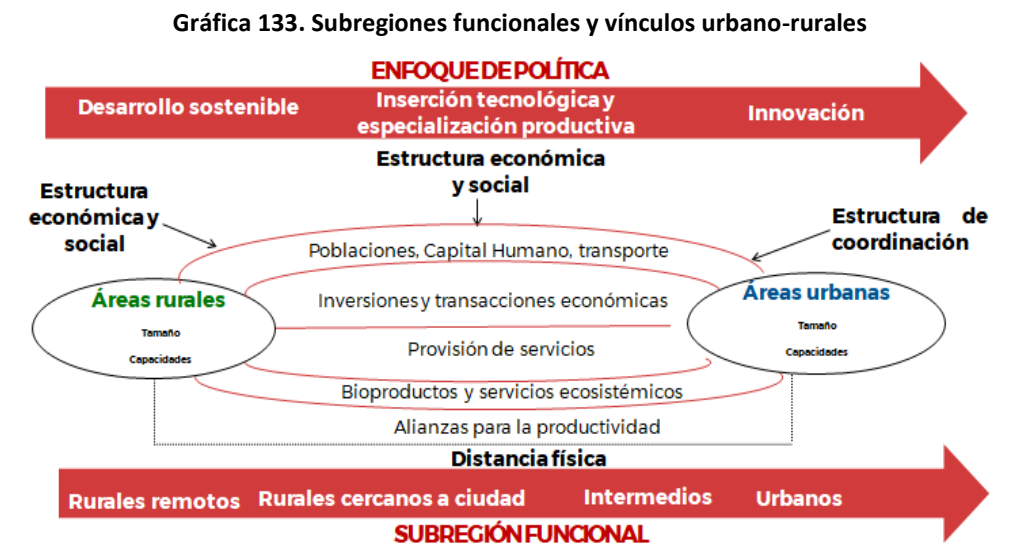 Gráfica 133. Subregiones funcionales y vínculos urbano-rurales
ENFOQUE DE POLÍTICA
Desarrollo sostenible
Inserción tecnológica y
especialización productiva
Innovación
Estructura económica
y social
Estructura
económica y
social
Estructura de
coordinación
Poblaciones, Capital Humano, transporte
Áreas rurales
Tamaño
Capacidades
Inversiones y transacciones económicas
Áreas urbanas
Tamaño
Capacidades
Provisión de servicios
Bioproductos y servicios ecosistémicos
Alianzas para la productividad
Distancia física
Rurales remotos
Rurales cercanos a ciudad
Intermedios
Urbanos
SUBREGIÓN FUNCIONAL